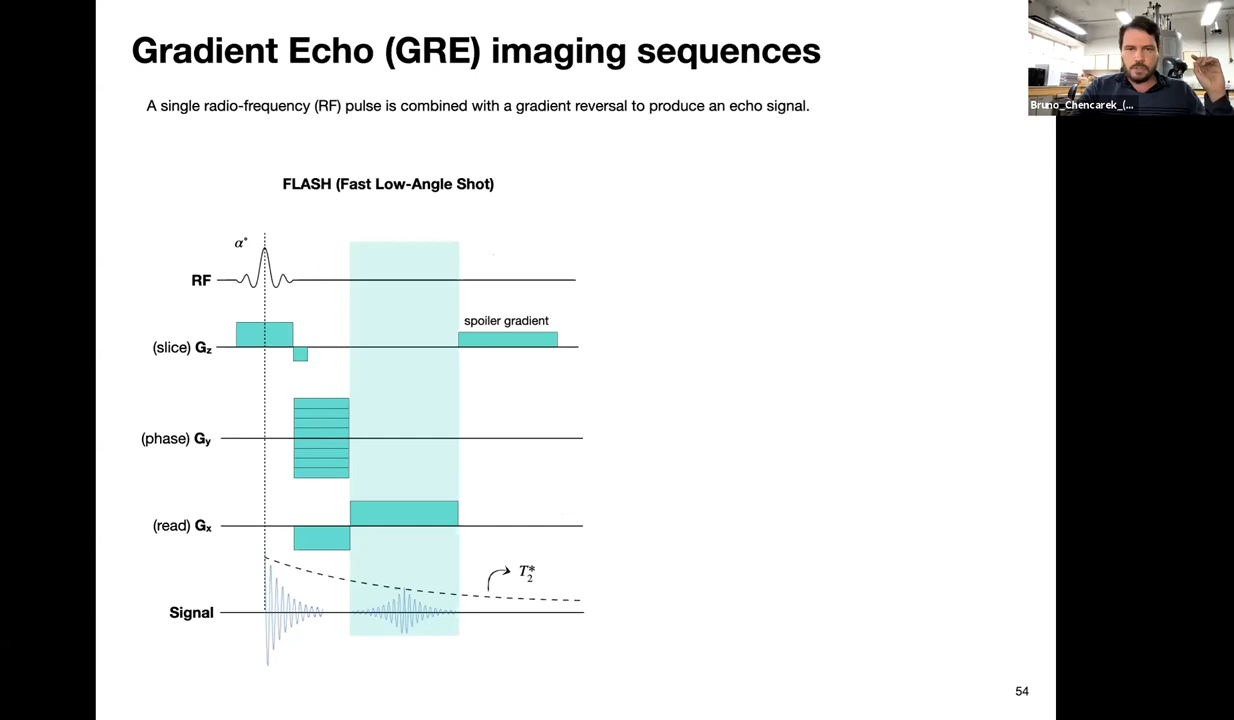 Gradient Echo (GRE) imaging sequences
A single radio-frequency (RF) pulse is combined with a gradient reversal to produce an echo signal.
Bruno_Chencarek_(...
FLASH (Fast Low-Angle Shot)
α°
RF
spoiler gradient
(slice) Gz
(phase) Gy
(read) Gx
T2*
Signal
54